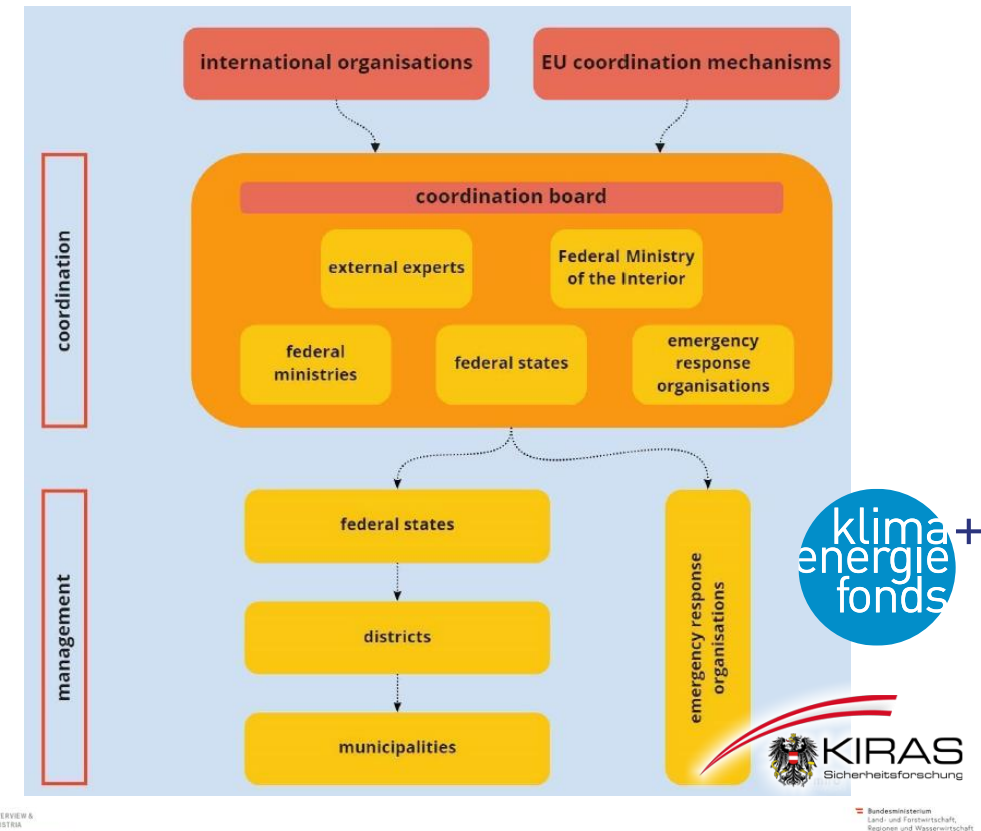 international organisations
EU coordination mechanisms
coordination
coordination board
external experts
Federal Ministry
of the Interior
federal
ministries
federal states
emergency
response
organisations
management
federal states
districts
municipalities
emergency response
organisations
klima+
energie
fonds
KIRAS
Sicherheitsforschung
ERVIEW &
STRIA
Bundesministerium
Land- und Forstwirtschaft,
Regionen und Wasserwirtschaft